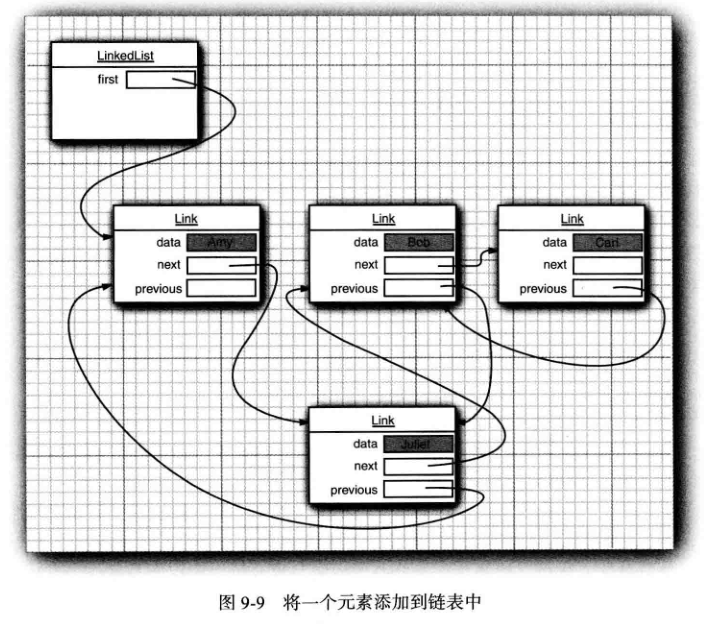 LinkedList
first
Link
data Amy
next
previous
Link
data Bob
next
previous
Link
data Carl
next
previous
Link
data Juliet
next
previous
图 9-9 将一个元素添加到链表中